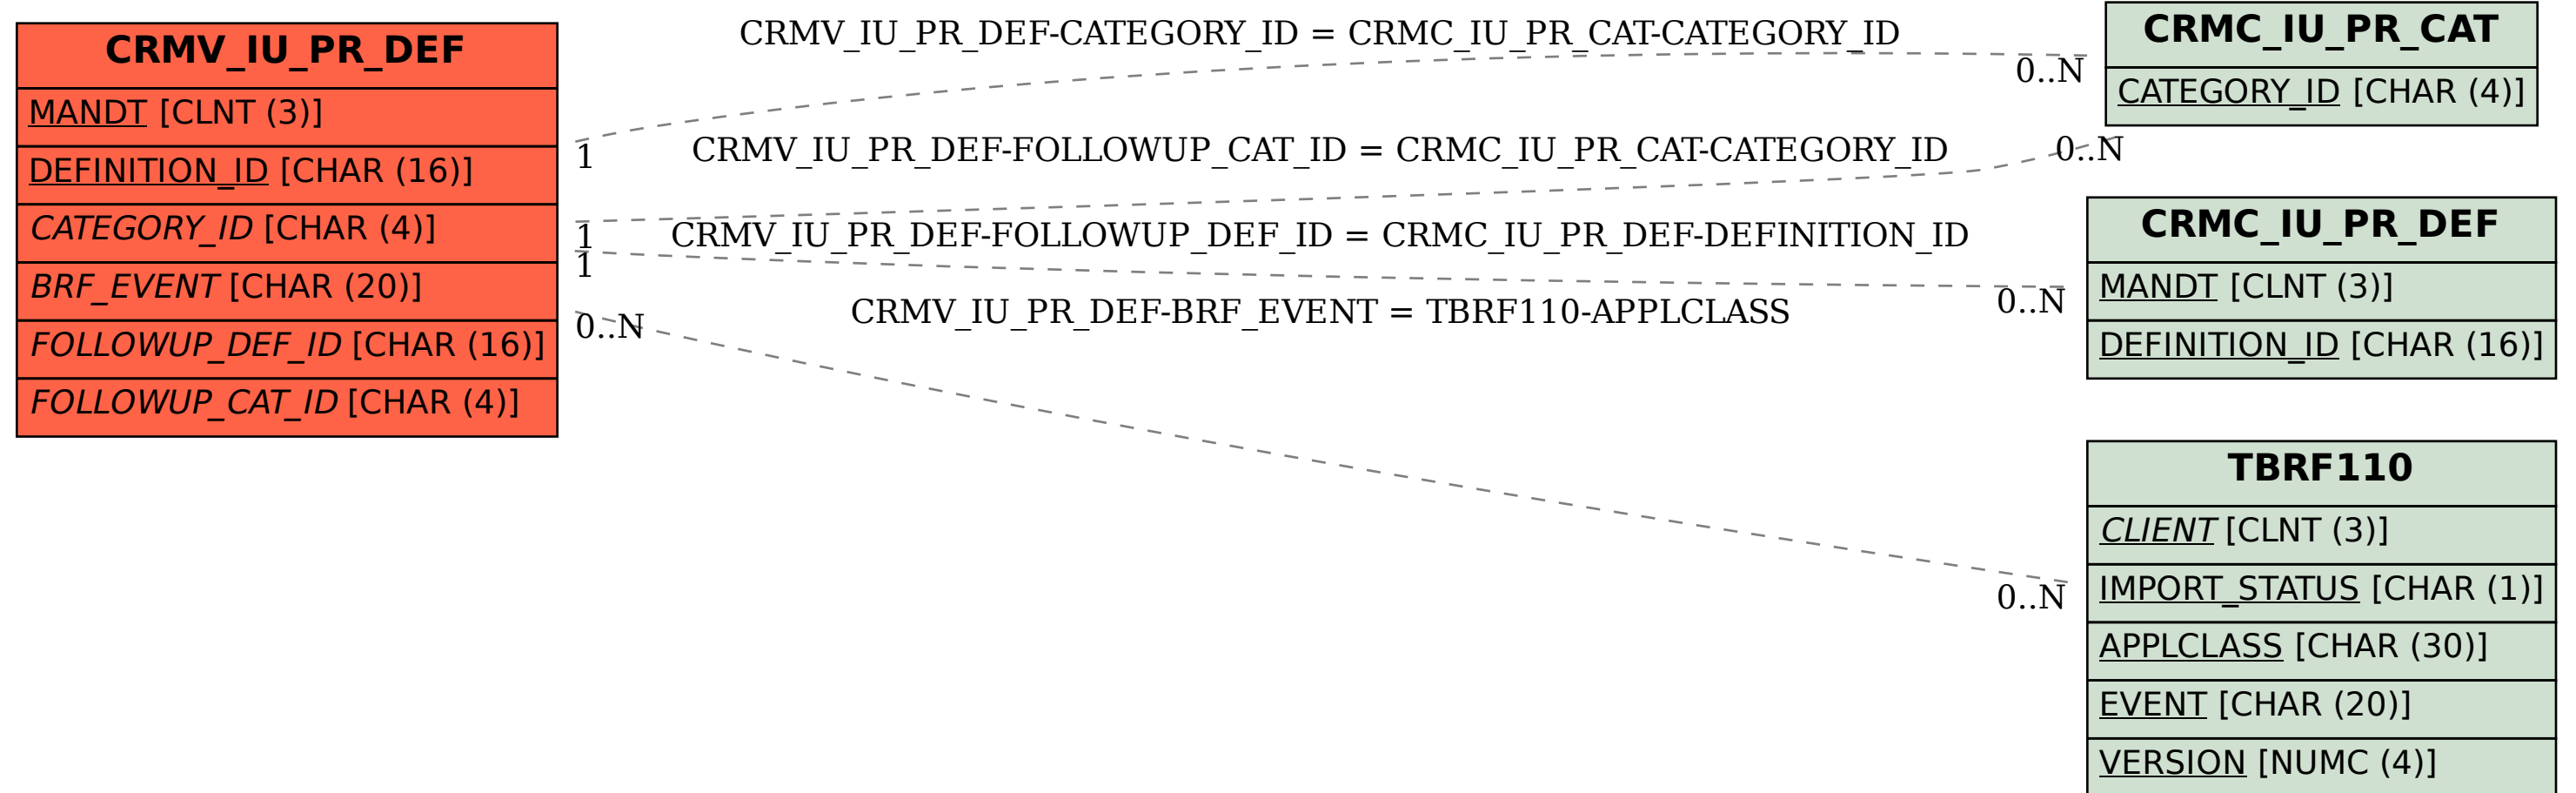 CRMV_IU_PR_DEF
MANDT [CLNT (3)]
DEFINITION_ID [CHAR (16)]
CATEGORY_ID [CHAR (4)]
BRF_EVENT [CHAR (20)]
FOLLOWUP_DEF_ID [CHAR (16)]
FOLLOWUP_CAT_ID [CHAR (4)]
CRMV_IU_PR_DEF-CATEGORY_ID = CRMC_IU_PR_CAT-CATEGORY_ID
1
0..N
CRMV_IU_PR_DEF-FOLLOWUP_CAT_ID = CRMC_IU_PR_CAT-CATEGORY_ID
1
0..N
CRMV_IU_PR_DEF-FOLLOWUP_DEF_ID = CRMC_IU_PR_DEF-DEFINITION_ID
1
0..N
CRMV_IU_PR_DEF-BRF_EVENT = TBRF110-APPLCLASS
0..N
0..N
CRMC_IU_PR_CAT
CATEGORY_ID [CHAR (4)]
CRMC_IU_PR_DEF
MANDT [CLNT (3)]
DEFINITION_ID [CHAR (16)]
TBRF110
CLIENT [CLNT (3)]
IMPORT_STATUS [CHAR (1)]
APPLCLASS [CHAR (30)]
EVENT [CHAR (20)]
VERSION [NUMC (4)]